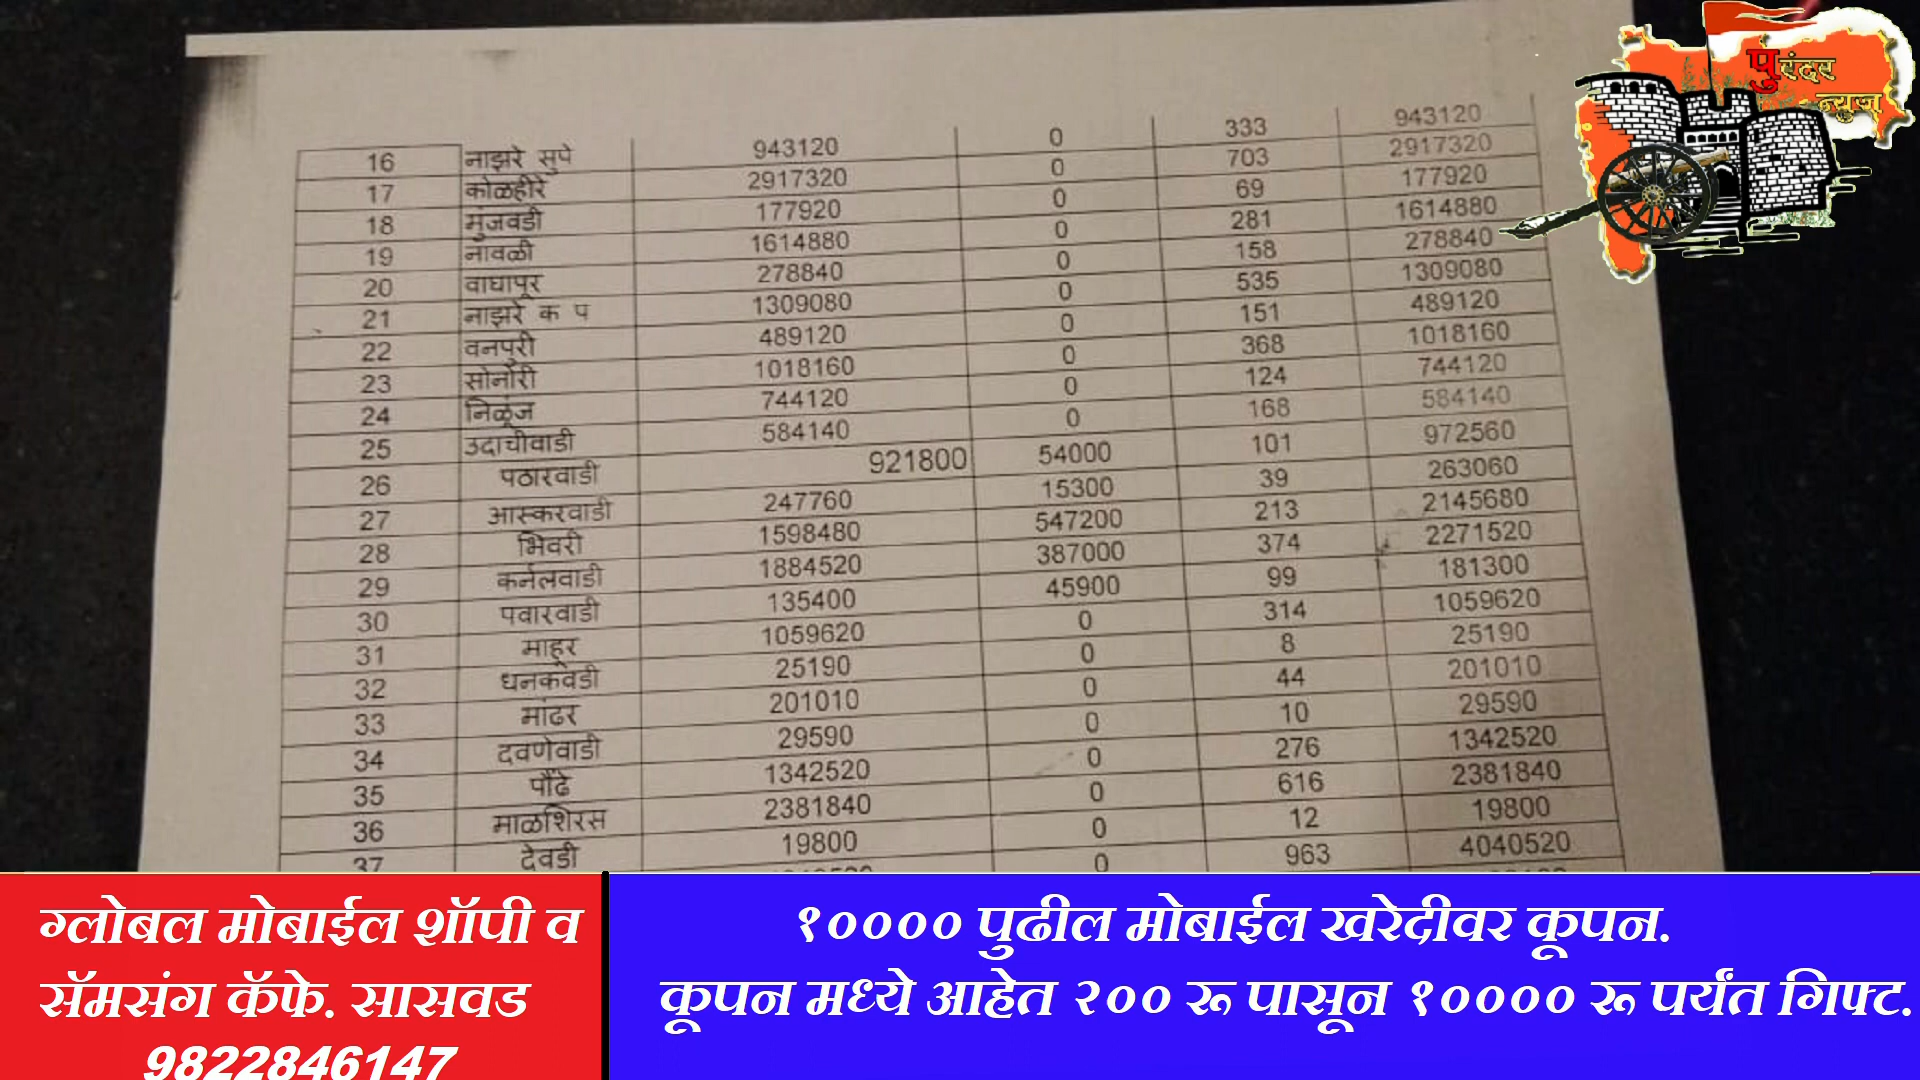 पुरंदर
न्युज
16 नाझरे सुपे 943120 0 333 943120
17 कोळहीरे 2917320 0 703 2917320
18 मुंजवडी 177920 0 69 177920
19 नावळी 1614880 0 281 1614880
20 वाघापूर 278840 0 158 278840
21 नाझरे क प 1309080 0 535 1309080
22 वनपुरी 489120 0 151 489120
23 सोनोरी 1018160 0 368 1018160
24 निळूंज 744120 0 124 744120
25 उदाचीवाडी 584140 0 168 584140
26 पठारवाडी 921800 54000 101 972560
27 आस्करवाडी 247760 15300 39 263060
28 भिवरी 1598480 547200 213 2145680
29 कर्नलवाडी 1884520 387000 374 2271520
30 पवारवाडी 135400 45900 99 181300
31 माहूर 1059620 0 314 1059620
32 धनकवडी 25190 0 8 25190
33 मांढर 201010 0 44 201010
34 दवणेवाडी 29590 0 10 29590
35 पोंढे 1342520 0 276 1342520
36 माळशिरस 2381840 0 616 2381840
37 देवडी 19800 0 12 19800
0 963 4040520
ग्लोबल मोबाईल शॉपी व
सॅमसंग कॅफे. सासवड
9822846147
१०००० पुढील मोबाईल खरेदीवर कूपन.
कूपन मध्ये आहेत २०० रू पासून १०००० रू पर्यंत गिफ्ट.